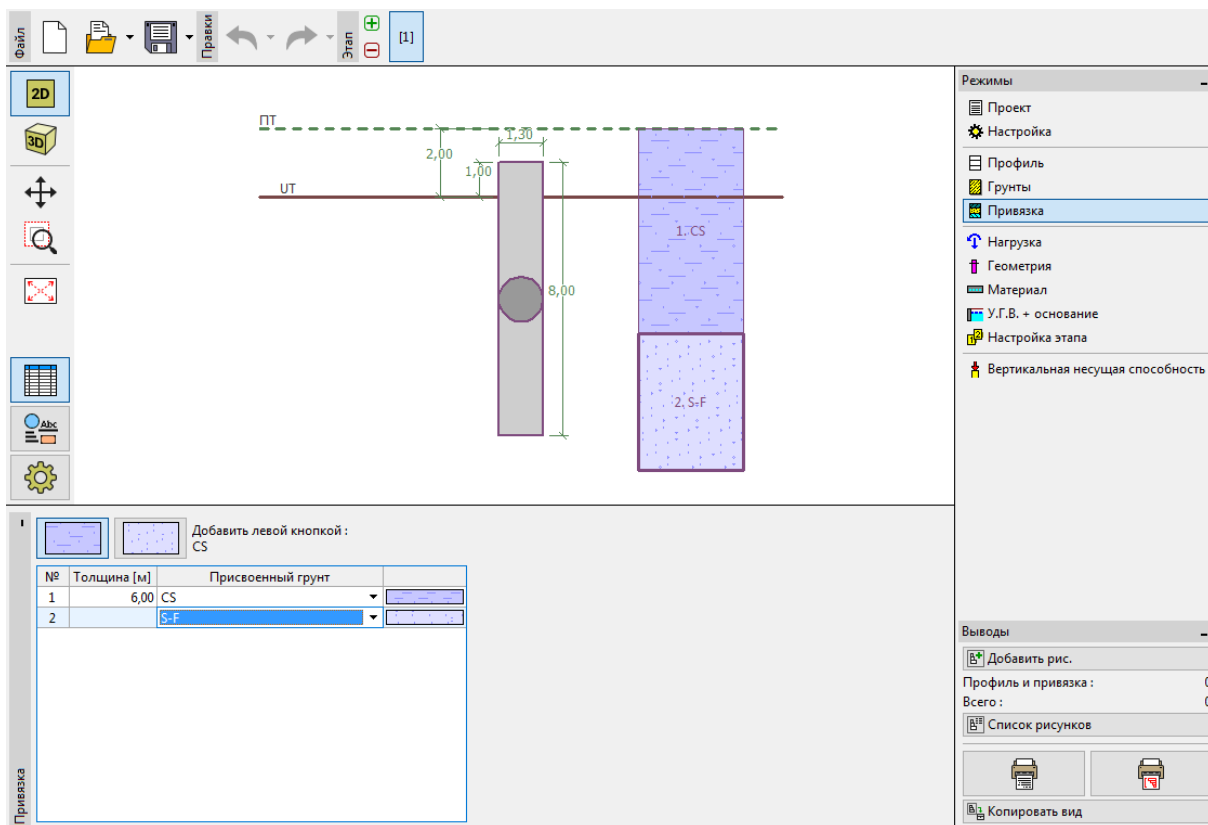 Файл
Правки
Этап
[1]
2D
3D
Abc
ПТ
1,30
2,00
1,00
UT
1. CS
8,00
2. S-F
Режимы
Проект
Настройка
Профиль
Грунты
Привязка
Нагрузка
Геометрия
Материал
У.Г.В. + основание
Настройка этапа
Вертикальная несущая способность
Привязка
Добавить левой кнопкой :
CS
№ Толщина [м] Присвоенный грунт
1 6,00 CS
2 S-F
Выводы
Добавить рис.
Профиль и привязка : 0
Всего : 0
Список рисунков
Копировать вид